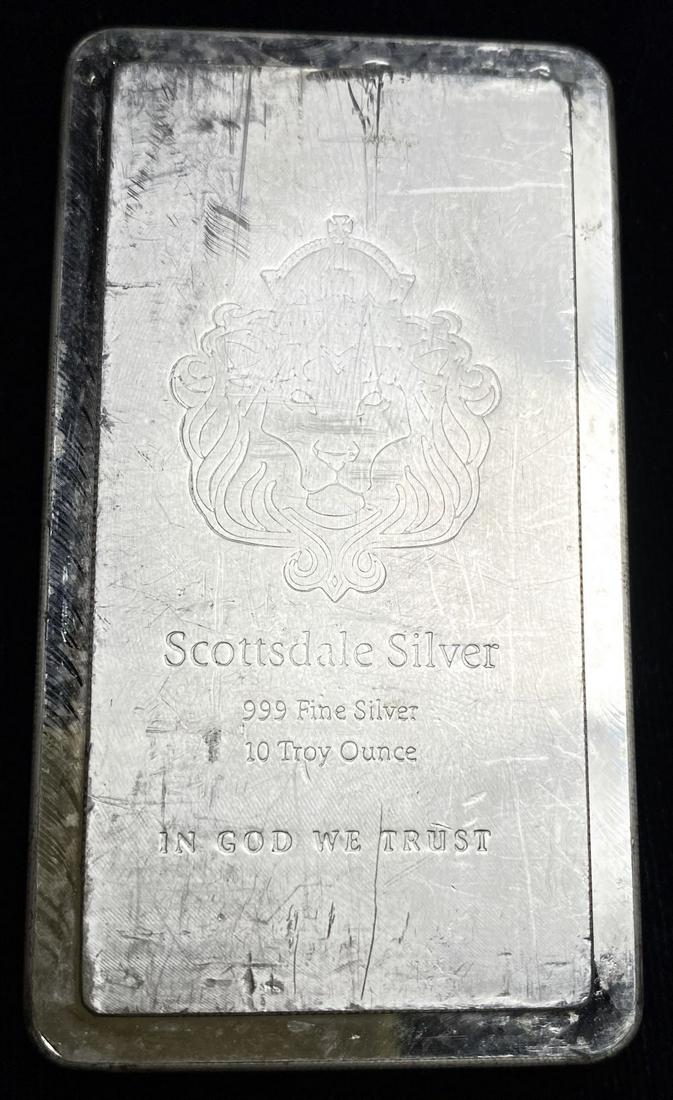 Scottsdale Silver
999 Fine Silver
10 Troy Ounce
IN GOD WE TRUST